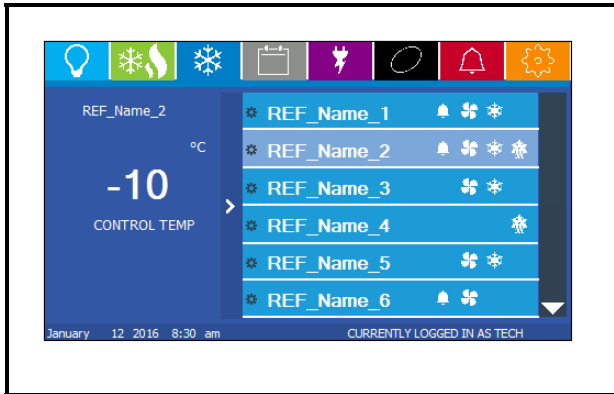 REF_Name_2
°C
-10
CONTROL TEMP
REF_Name_1
REF_Name_2
REF_Name_3
REF_Name_4
REF_Name_5
REF_Name_6
January 12 2016 8:30 am
CURRENTLY LOGGED IN AS TECH